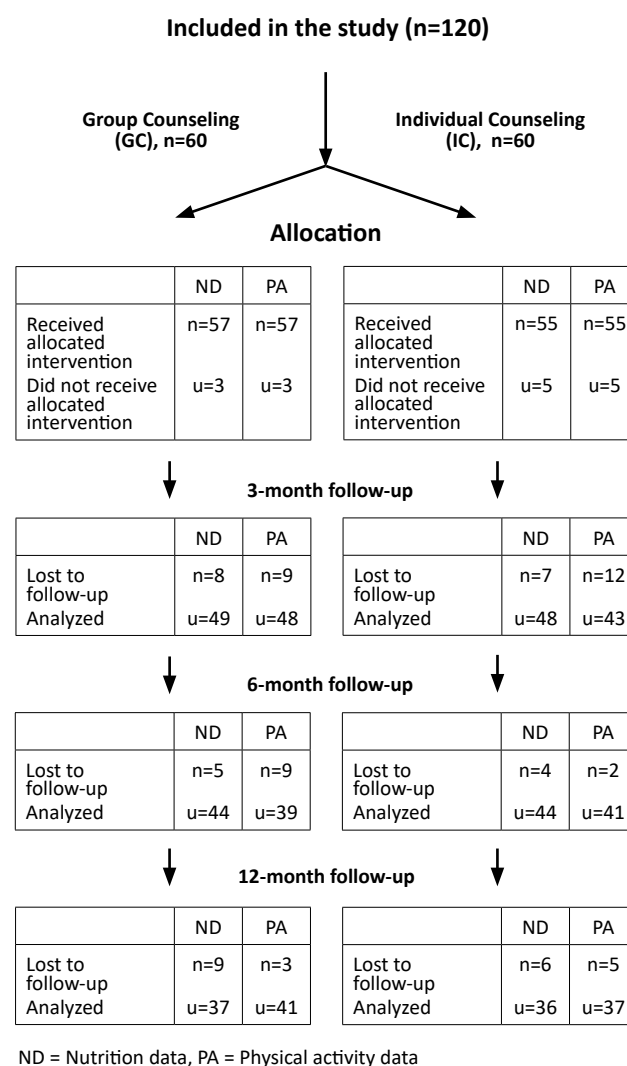 Included in the study (n=120)
Group Counseling
(GC), n=60
Individual Counseling
(IC), n=60
Allocation
ND PA
Received
allocated
intervention
n=57 n=57
Did not receive
allocated
intervention
u=3 u=3
ND PA
Received
allocated
intervention
n=55 n=55
Did not receive
allocated
intervention
u=5 u=5
3-month follow-up
ND PA
Lost to
follow-up
n=8 n=9
Analyzed u=49 u=48
ND PA
Lost to
follow-up
n=7 n=12
Analyzed u=48 u=43
6-month follow-up
ND PA
Lost to
follow-up
n=5 n=9
Analyzed u=44 u=39
ND PA
Lost to
follow-up
n=4 n=2
Analyzed u=44 u=41
12-month follow-up
ND PA
Lost to
follow-up
n=9 n=3
Analyzed u=37 u=41
ND PA
Lost to
follow-up
n=6 n=5
Analyzed u=36 u=37
ND = Nutrition data, PA = Physical activity data